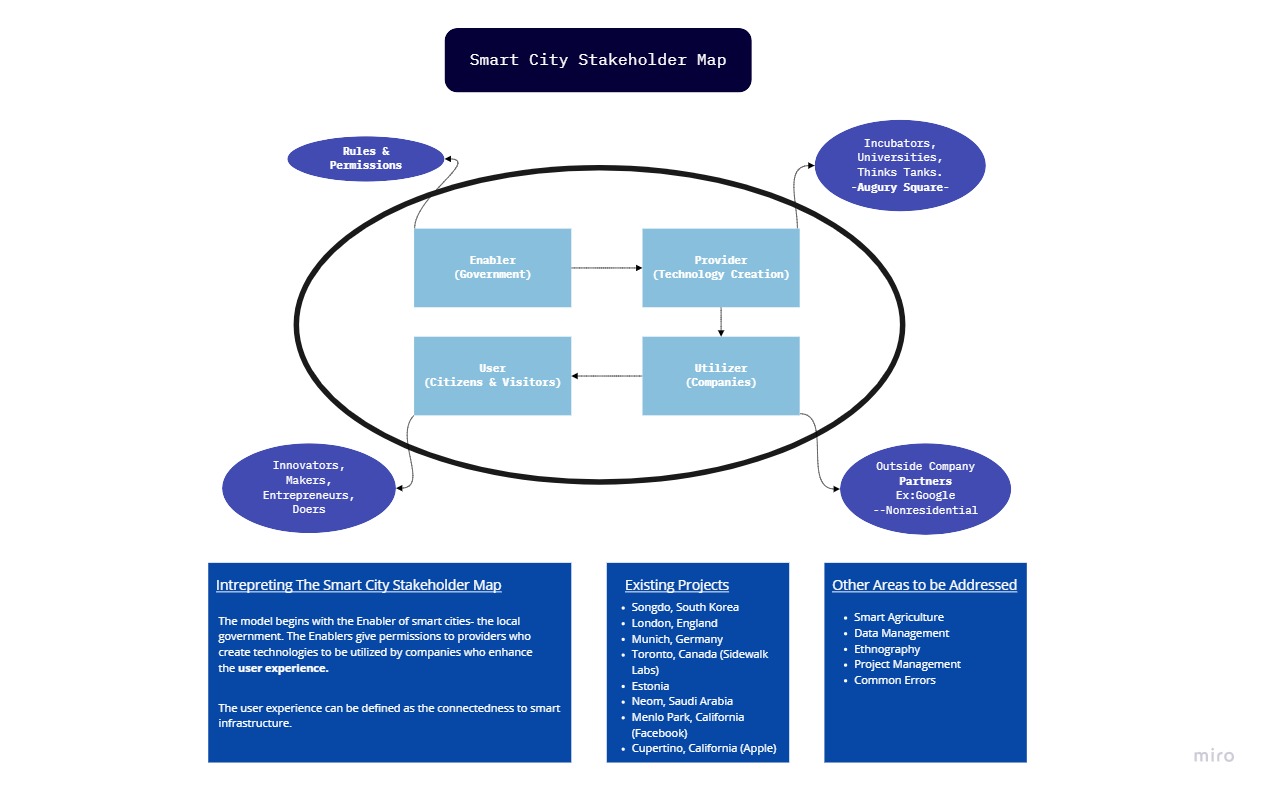 Smart City Stakeholder Map
Rules &
Permissions
Incubators,
Universities,
Thinks Tanks.
-Augury Square-
Enabler
(Government)
Provider
(Technology Creation)
User
(Citizens & Visitors)
Utilizer
(Companies)
Innovators,
Makers,
Entrepreneurs,
Doers
Outside Company
Partners
Ex:Google
--Nonresidential
Intrepreting The Smart City Stakeholder Map
The model begins with the Enabler of smart cities- the local
government. The Enablers give permissions to providers who
create technologies to be utilized by companies who enhance
the user experience.
The user experience can be defined as the connectedness to smart
infrastructure.
Existing Projects
• Songdo, South Korea
• London, England
• Munich, Germany
• Toronto, Canada (Sidewalk
Labs)
• Estonia
• Neom, Saudi Arabia
• Menlo Park, California
(Facebook)
• Cupertino, California (Apple)
Other Areas to be Addressed
• Smart Agriculture
• Data Management
• Ethnography
• Project Management
• Common Errors
miro